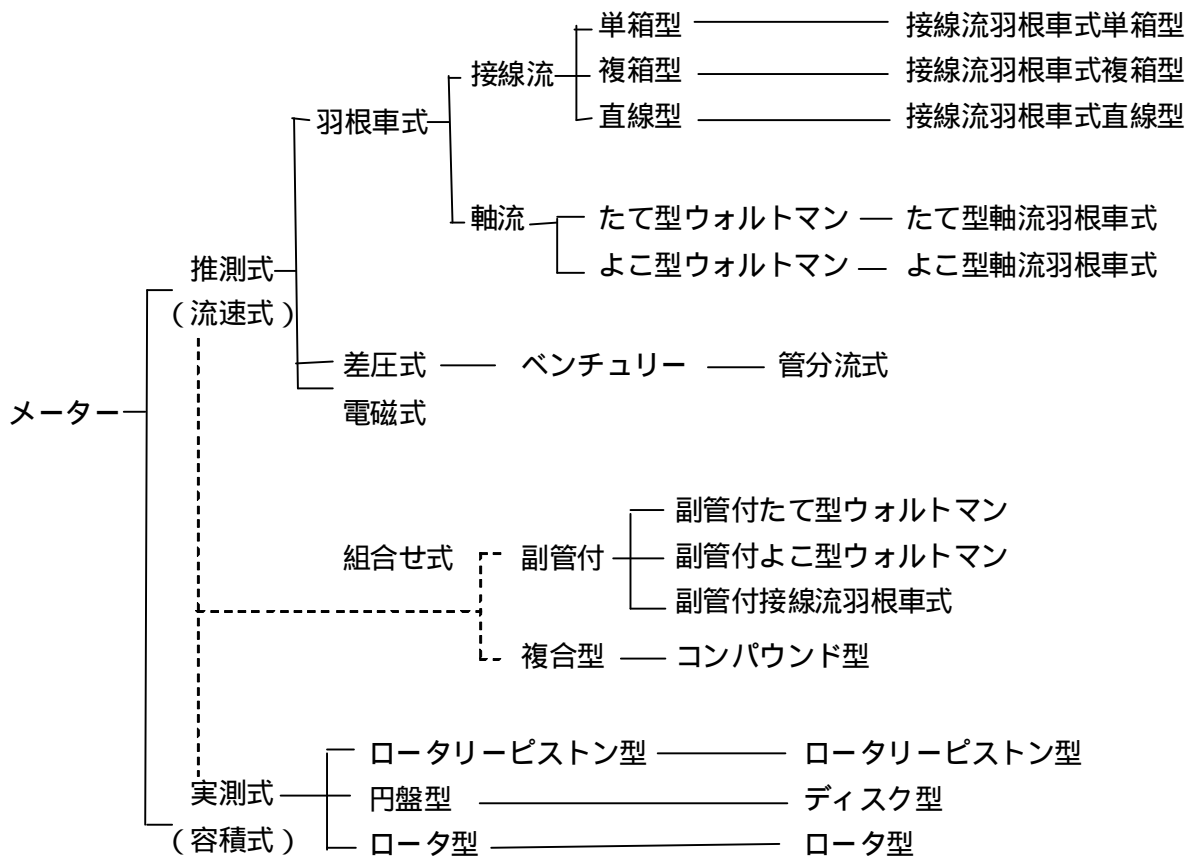 単箱型 接線流羽根車式単箱型
接線流 複箱型 接線流羽根車式複箱型
羽根車式 直線型 接線流羽根車式直線型
軸流 たて型ウォルトマン たて型軸流羽根車式
推測式 よこ型ウォルトマン よこ型軸流羽根車式
(流速式)
差圧式 ベンチュリー 管分流式
メーター 電磁式
副管付たて型ウォルトマン
組合せ式 副管付 副管付よこ型ウォルトマン
副管付接線流羽根車式
複合型 コンパウンド型
ロータリーピストン型 ロータリーピストン型
実測式 円盤型 ディスク型
(容積式) ロータ型 ロータ型